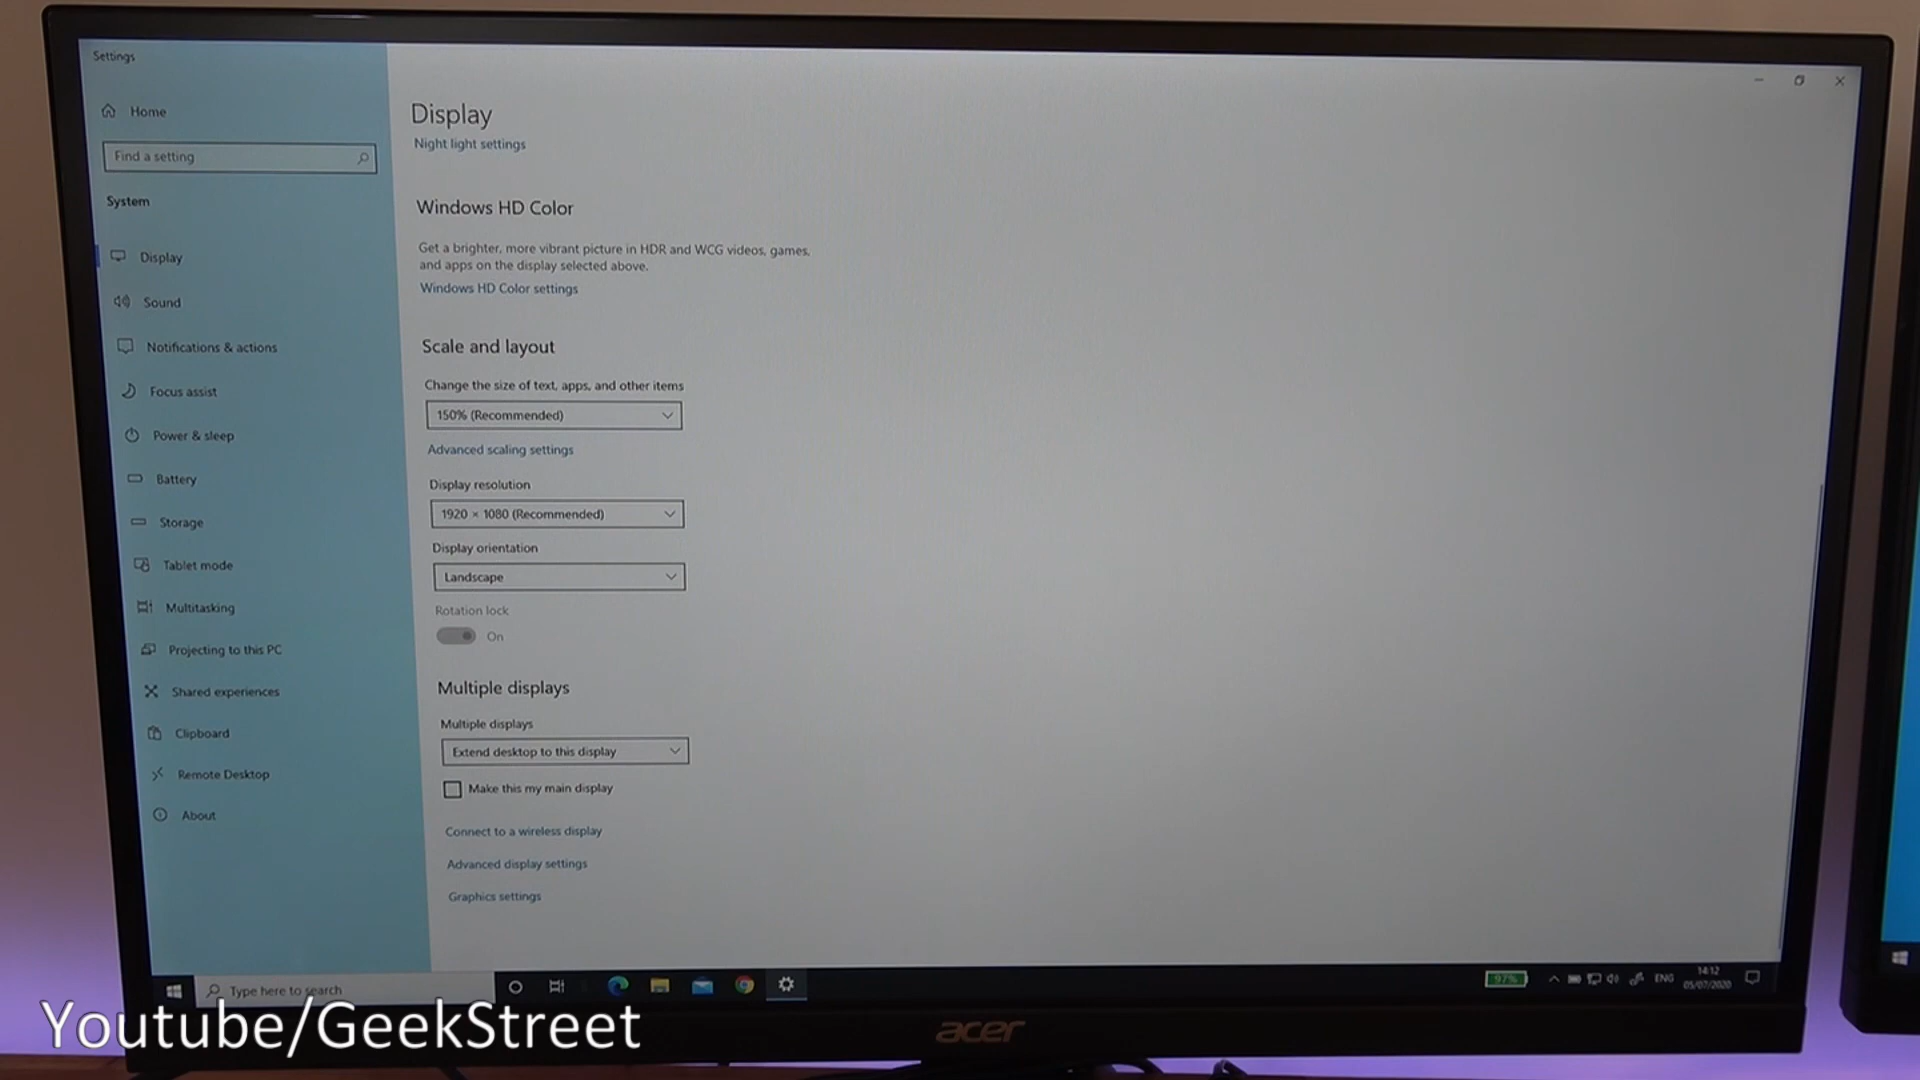 Settings
Home
Find a setting
System
Display
Sound
Notifications & actions
Focus assist
Power & sleep
Battery
Storage
Tablet mode
Multitasking
Projecting to this PC
Shared experiences
Clipboard
Remote Desktop
About
Display
Night light settings
Windows HD Color
Get a brighter, more vibrant picture in HDR and WCG videos, games,
and apps on the display selected above.
Windows HD Color settings
Scale and layout
Change the size of text, apps, and other items
150% (Recommended)
Advanced scaling settings
Display resolution
1920 × 1080 (Recommended)
Display orientation
Landscape
Rotation lock
On
Multiple displays
Multiple displays
Extend desktop to this display
Make this my main display
Connect to a wireless display
Advanced display settings
Graphics settings
Type here to search
97%
ENG
14:12
05/07/2020
acer
Youtube/GeekStreet